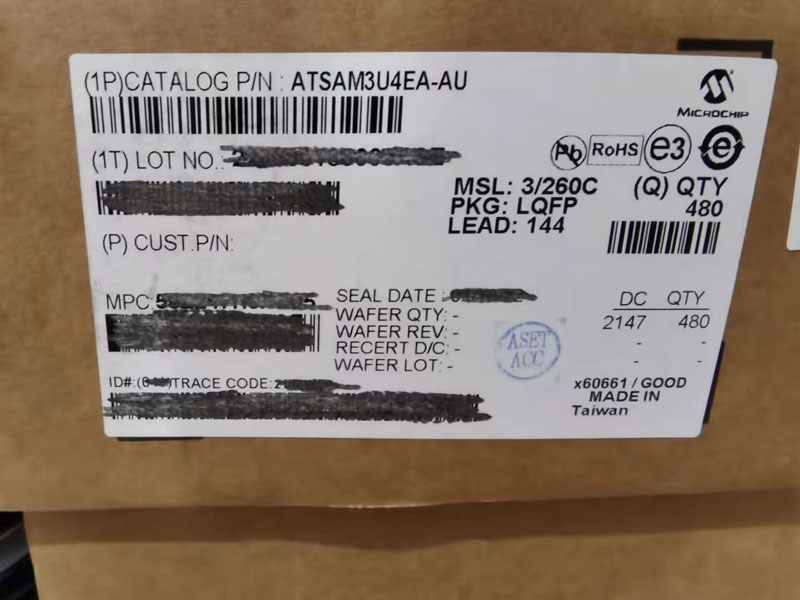 (1P)CATALOG P/N : ATSAM3U4EA-AU
MICROCHIP
(1T) LOT NO.:
Pb RoHS e3 e
MSL: 3/260C
PKG: LQFP
LEAD: 144
(Q) QTY
480
(P) CUST.P/N:
MPC:
SEAL DATE :
WAFER QTY: -
WAFER REV: -
RECERT D/C: -
WAFER LOT: -
DC QTY
2147 480
- -
- -
ASET
ACC
ID#:( TRACE CODE:
x60661 / GOOD
MADE IN
Taiwan